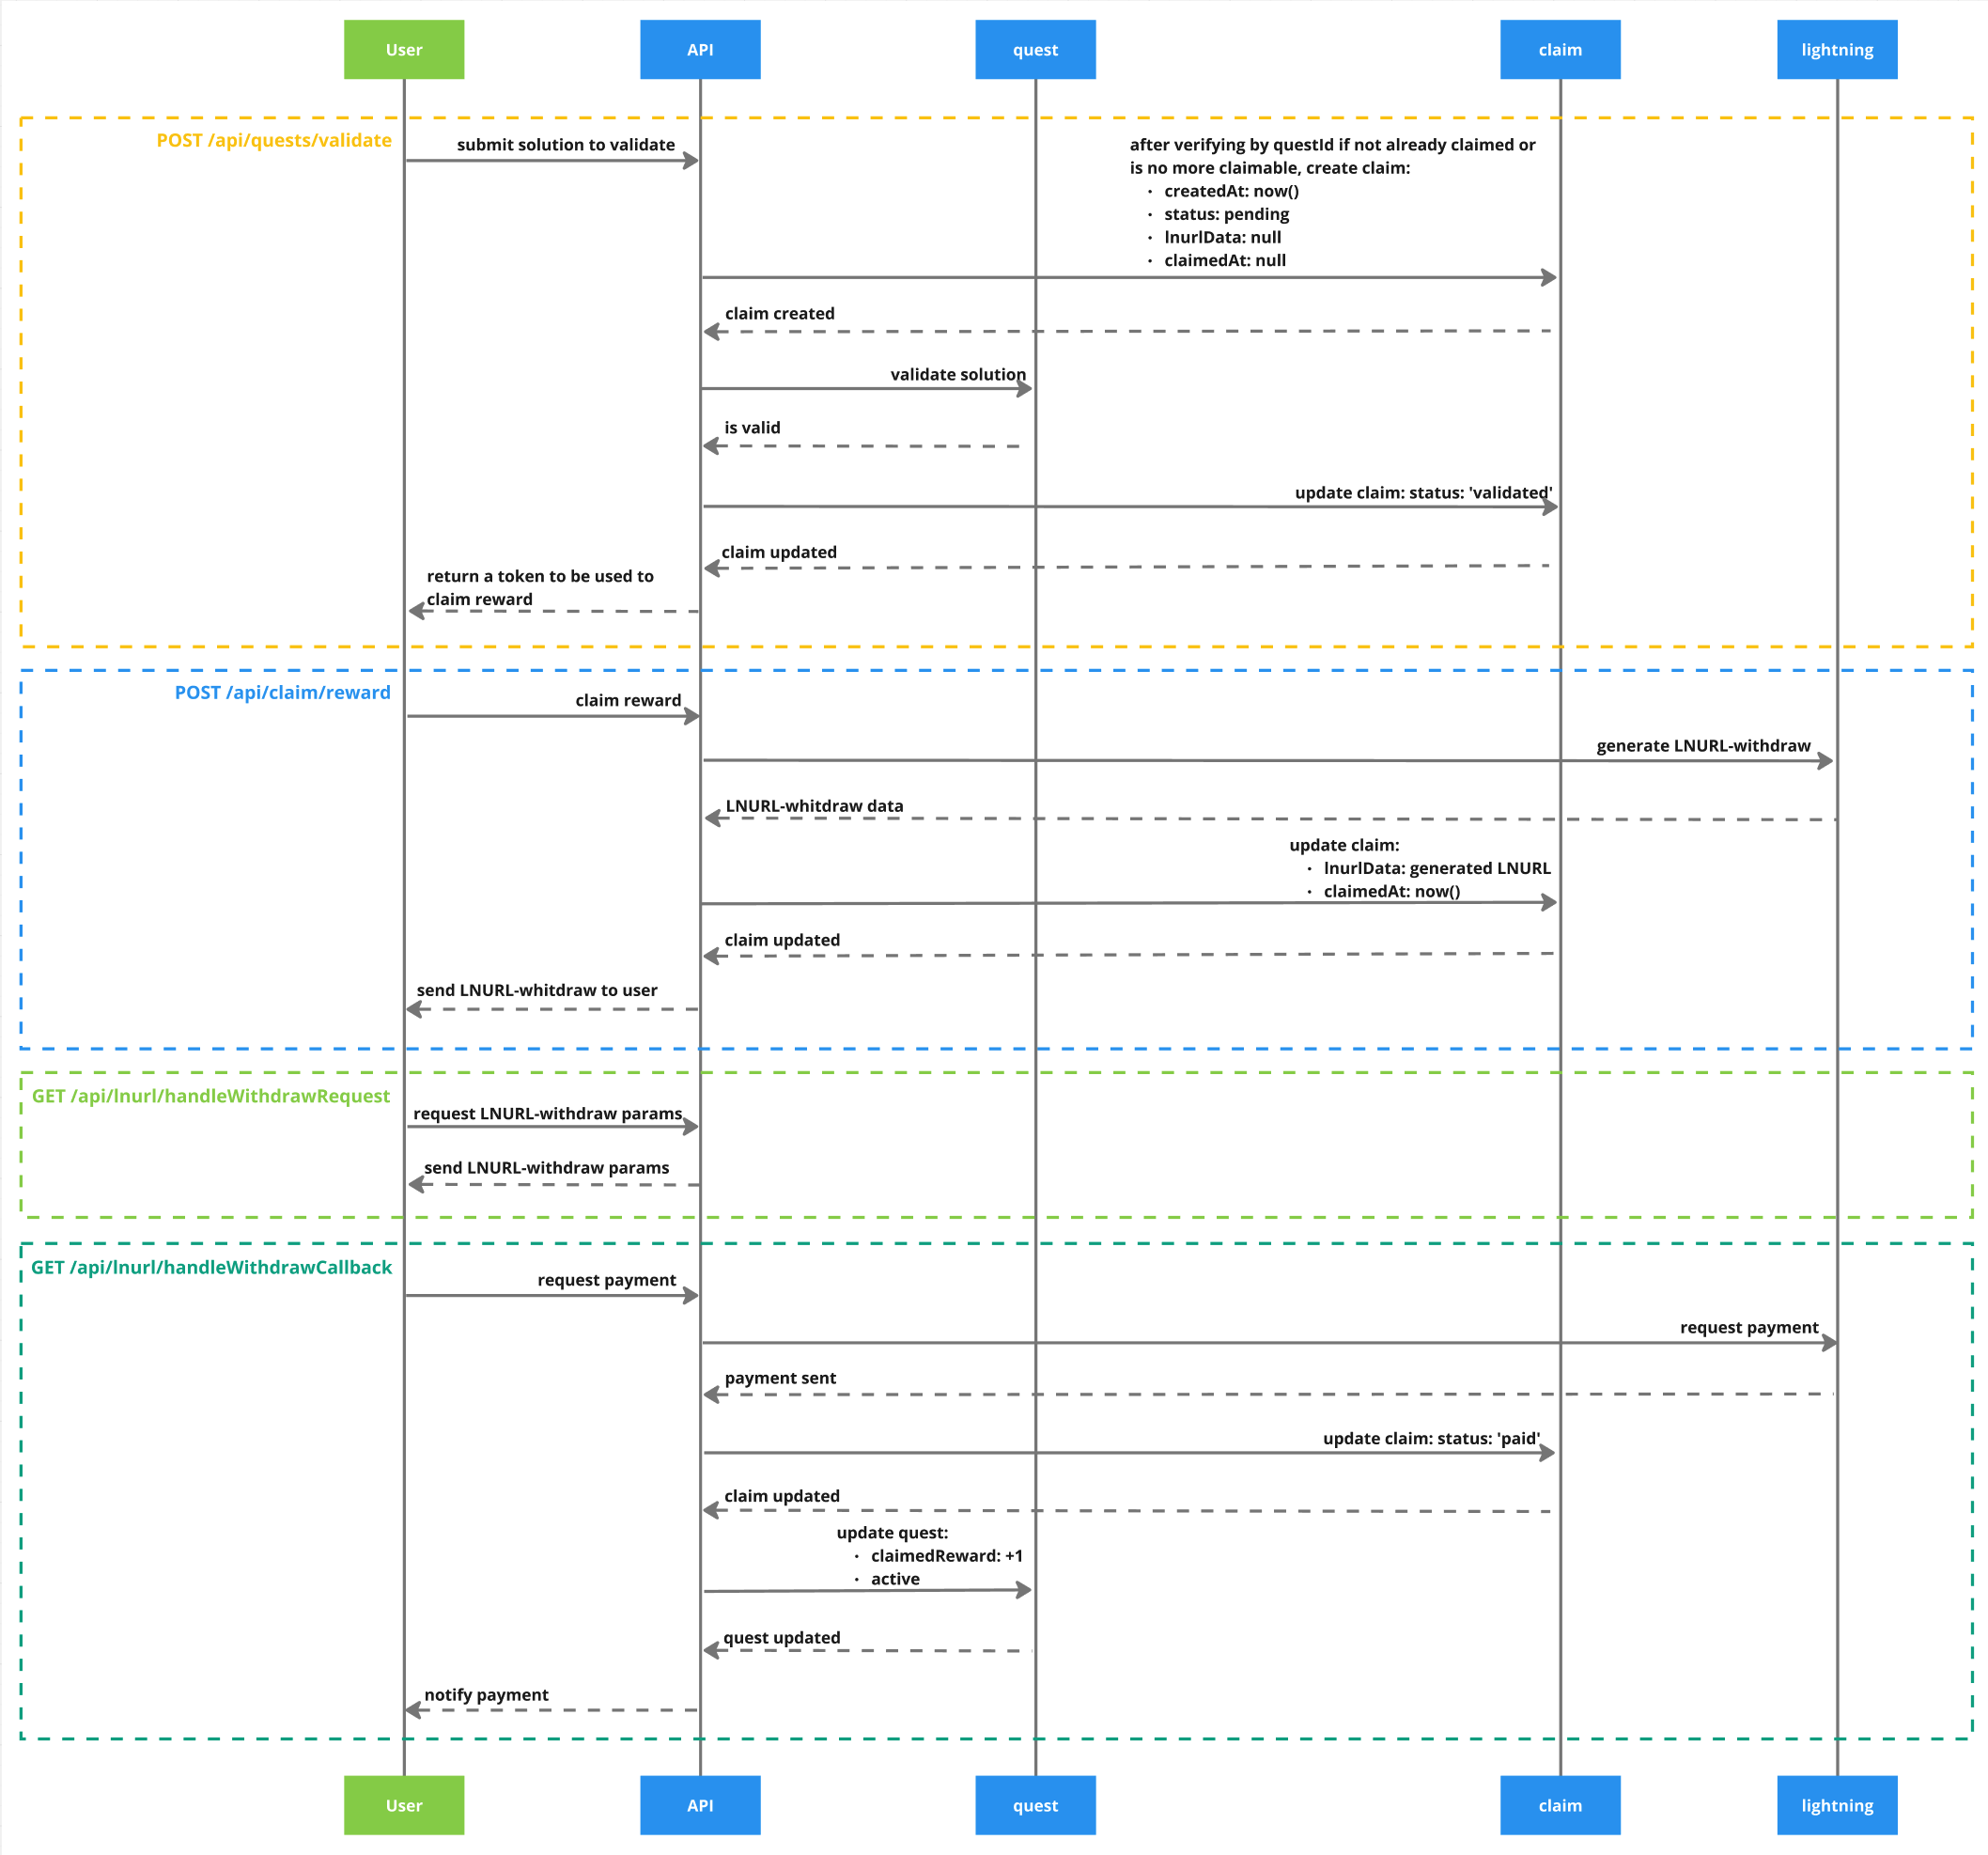 User
API
quest
claim
lightning
POST /api/quests/validate
submit solution to validate
after verifying by questId if not already claimed or
is no more claimable, create claim:
· createdAt: now()
· status: pending
· lnurlData: null
· claimedAt: null
claim created
validate solution
is valid
update claim: status: 'validated'
claim updated
return a token to be used to
claim reward
POST /api/claim/reward
claim reward
generate LNURL-withdraw
LNURL-whitdraw data
update claim:
· lnurlData: generated LNURL
· claimedAt: now()
claim updated
send LNURL-whitdraw to user
GET /api/lnurl/handleWithdrawRequest
request LNURL-withdraw params
send LNURL-withdraw params
GET /api/lnurl/handleWithdrawCallback
request payment
request payment
payment sent
update claim: status: 'paid'
claim updated
update quest:
· claimedReward: +1
· active
quest updated
notify payment
User
API
quest
claim
lightning